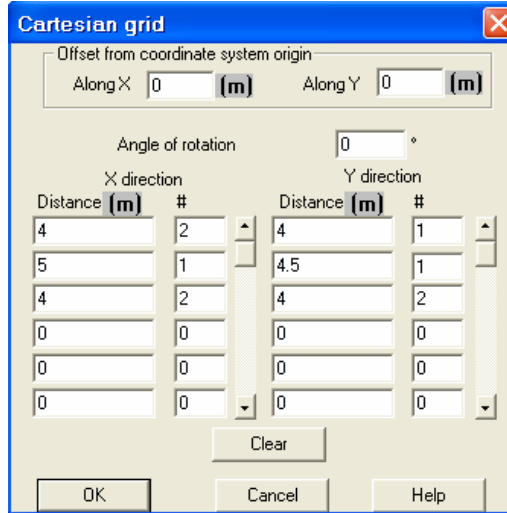 Cartesian grid
Offset from coordinate system origin
Along X 0 (m) Along Y 0 (m)
Angle of rotation 0 °
X direction Y direction
Distance (m) # Distance (m) #
4 2 4 1
5 1 4.5 1
4 2 4 2
0 0 0 0
0 0 0 0
0 0 0 0
Clear
OK Cancel Help